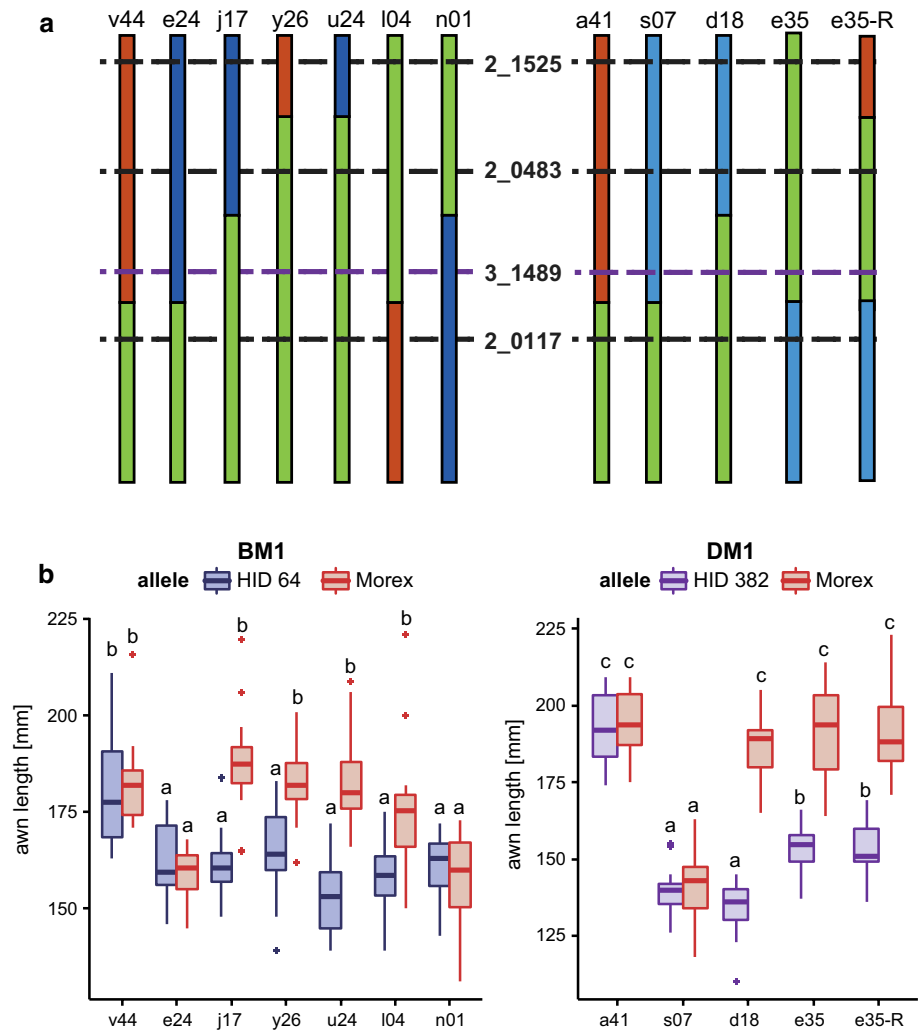 a
v44 e24 j17 y26 u24 l04 n01 a41 s07 d18 e35 e35-R
2_1525
2_0483
3_1489
2_0117
b
BM1
allele HID 64 Morex
awn length [mm]
225
200
175
150
b b a a a b a b a b a b a a
v44 e24 j17 y26 u24 l04 n01
DM1
allele HID 382 Morex
awn length [mm]
225
200
175
150
125
c c a a a c b c b c
a41 s07 d18 e35 e35-R